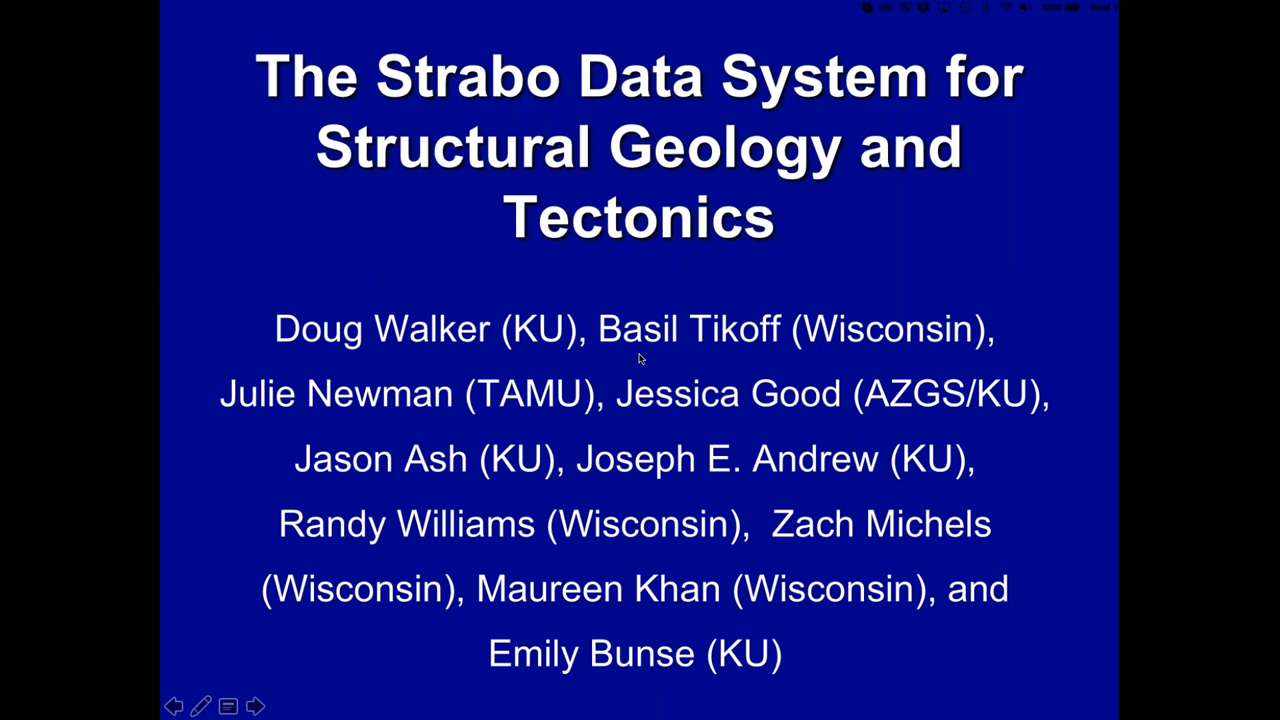 100%
Wed
The Strabo Data System for
Structural Geology and
Tectonics
Doug Walker (KU), Basil Tikoff (Wisconsin),
Julie Newman (TAMU), Jessica Good (AZGS/KU),
Jason Ash (KU), Joseph E. Andrew (KU),
Randy Williams (Wisconsin), Zach Michels
(Wisconsin), Maureen Khan (Wisconsin), and
Emily Bunse (KU)